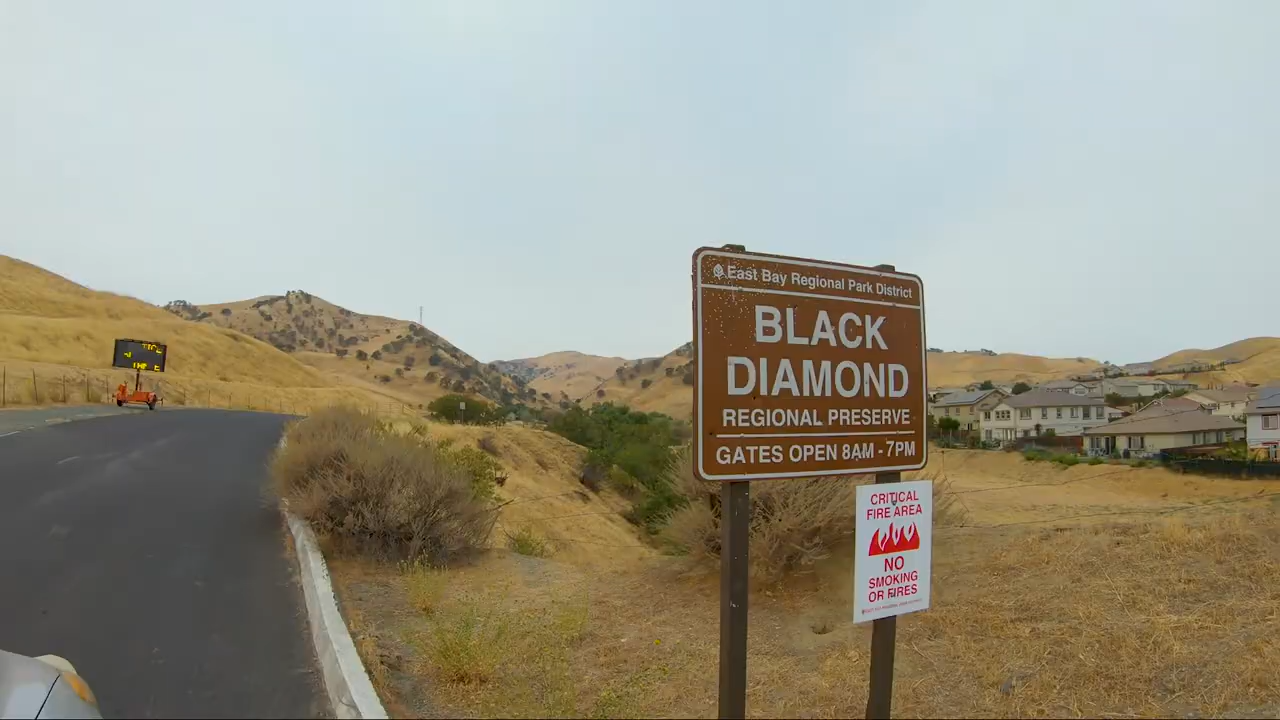 East Bay Regional Park District
BLACK
DIAMOND
REGIONAL PRESERVE
GATES OPEN 8AM - 7PM
CRITICAL
FIRE AREA
NO
SMOKING
OR FIRES